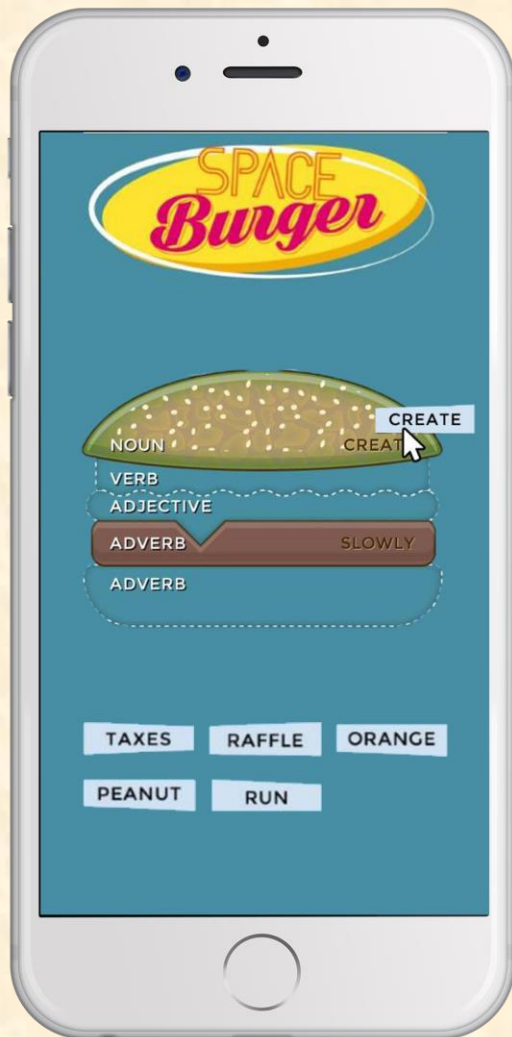 SPACE
Burger
CREATE
NOUN CREAT
VERB
ADJECTIVE
ADVERB SLOWLY
ADVERB
TAXES RAFFLE ORANGE
PEANUT RUN